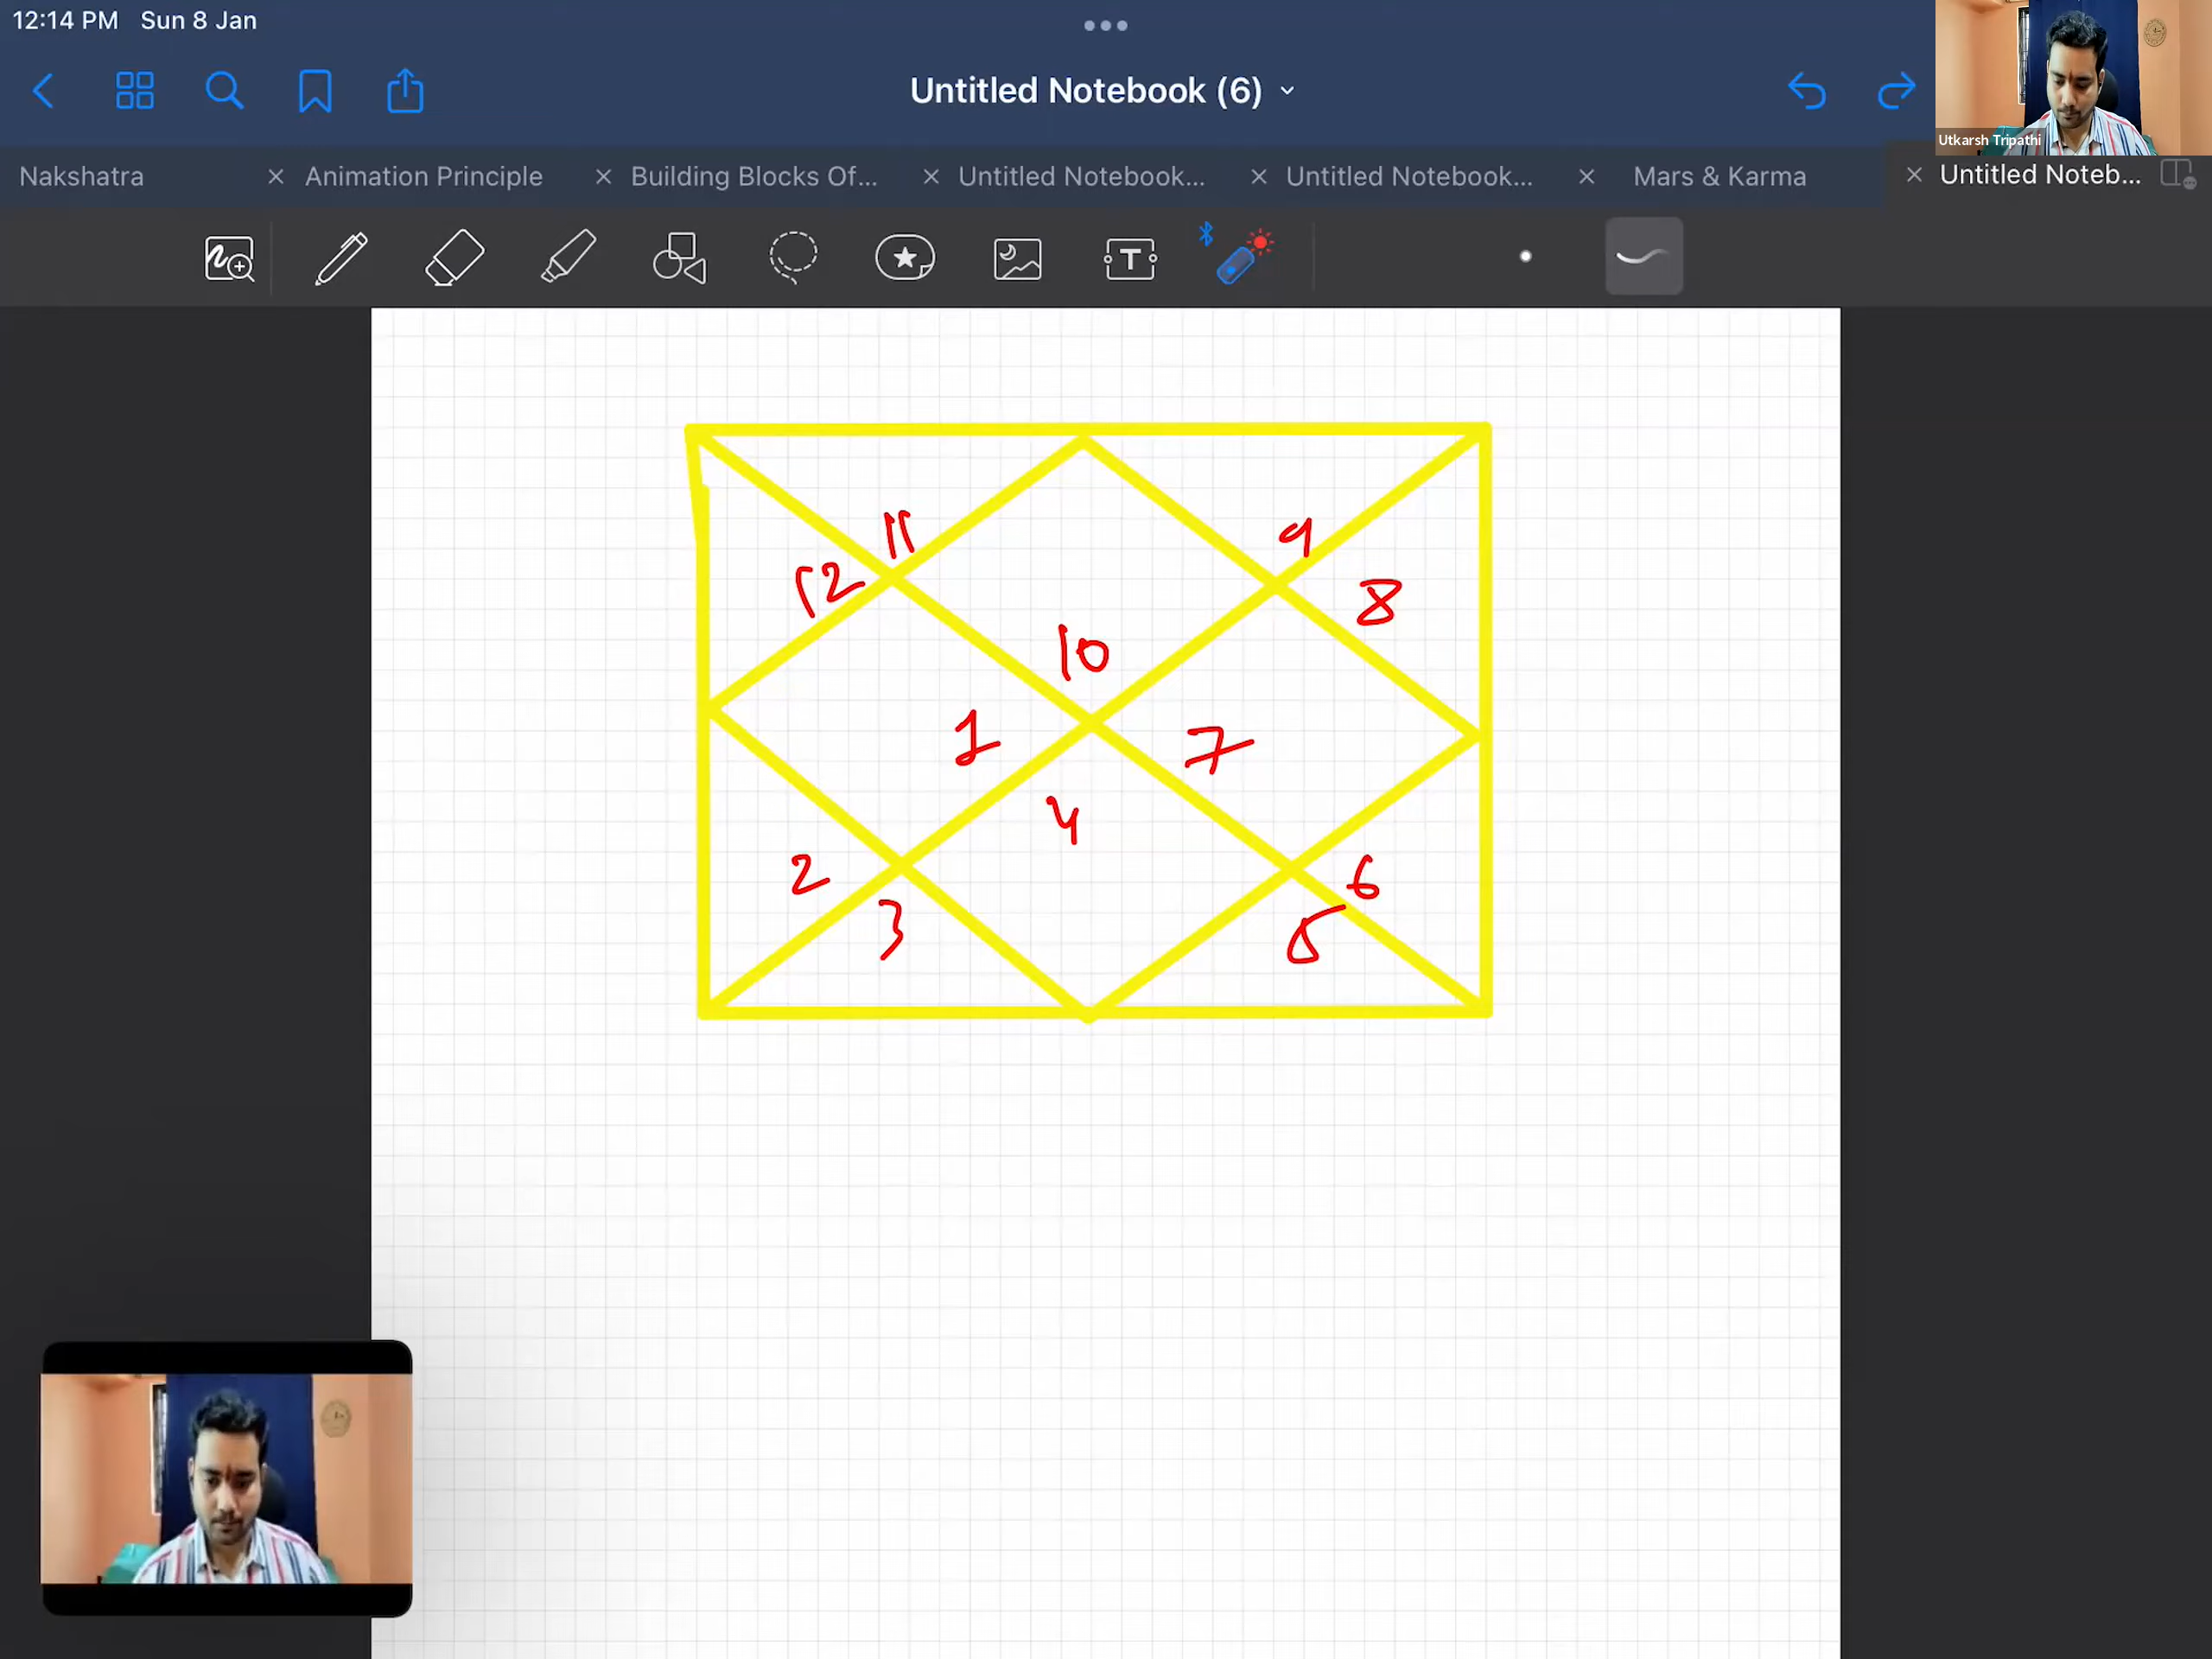 12:14 PM Sun 8 Jan
Untitled Notebook (6)
Utkarsh Tripathi
Nakshatra
Animation Principle
Building Blocks Of...
Untitled Notebook...
Untitled Notebook...
Mars & Karma
Untitled Noteb...
T
11
9
12
8
10
1
7
4
2
6
3
5